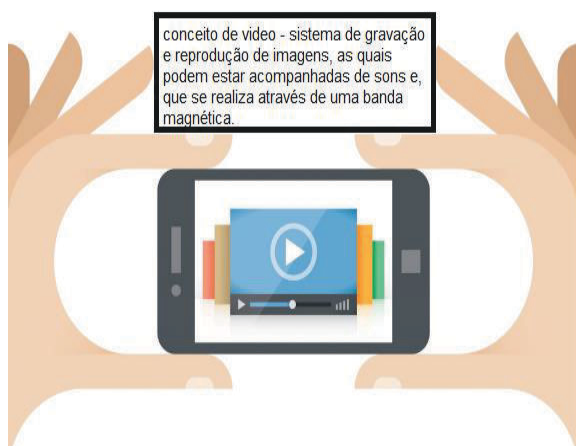 conceito de video - sistema de gravação
e reprodução de imagens, as quais
podem estar acompanhadas de sons e,
que se realiza através de uma banda
magnética.